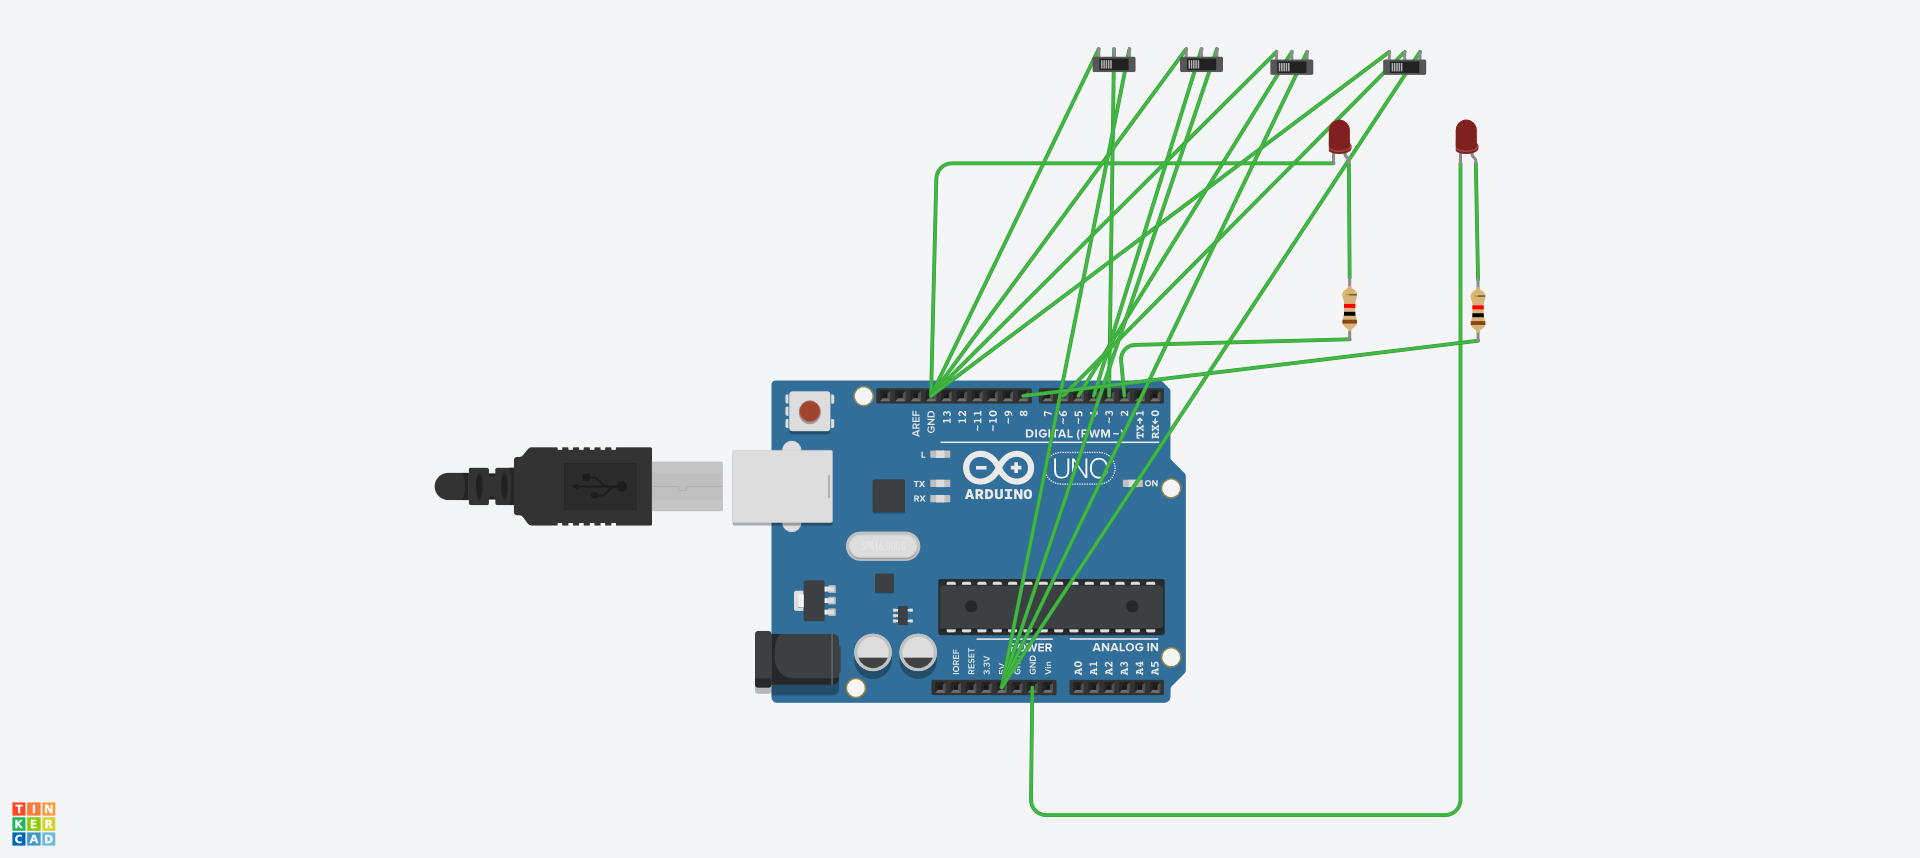 AREF
GND
13
12
~11
~10
~9
8
7
~6
~5
~3
2
TX→1
RX←0
DIGITAL (PWM~)
L
TX
RX
ARDUINO
UNO
ON
POWER
ANALOG IN
IOREF
RESET
3.3V
5V
GND
GND
Vin
A0
A1
A2
A3
A4
A5
TIN
KER
CAD